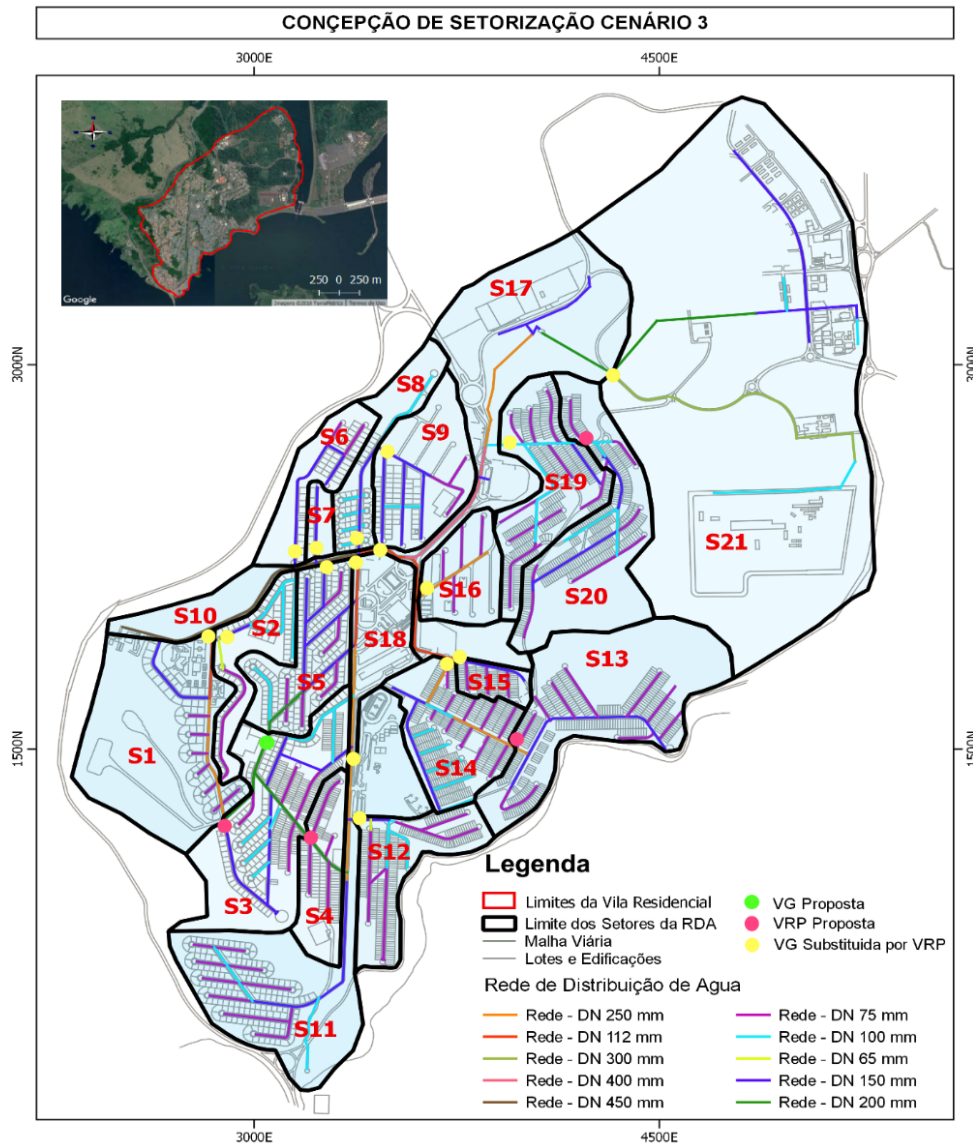 CONÇEPÇÃO DE SETORIZAÇÃO CENÁRIO 3
3000E
4500E
250 0 250 m
Google
S17
3000N
3000N
S8
S9
S6
S19
S7
S21
S16
S20
S10
S2
S18
S13
S5
S15
1500N
1500N
S1
S14
S12
S3
S4
S11
Legenda
Limites da Vila Residencial
Limite dos Setores da RDA
Malha Viária
Lotes e Edificações
VG Proposta
VRP Proposta
VG Substituida por VRP
Rede de Distribuição de Agua
Rede - DN 250 mm
Rede - DN 112 mm
Rede - DN 300 mm
Rede - DN 400 mm
Rede - DN 450 mm
Rede - DN 75 mm
Rede - DN 100 mm
Rede - DN 65 mm
Rede - DN 150 mm
Rede - DN 200 mm
3000E
4500E